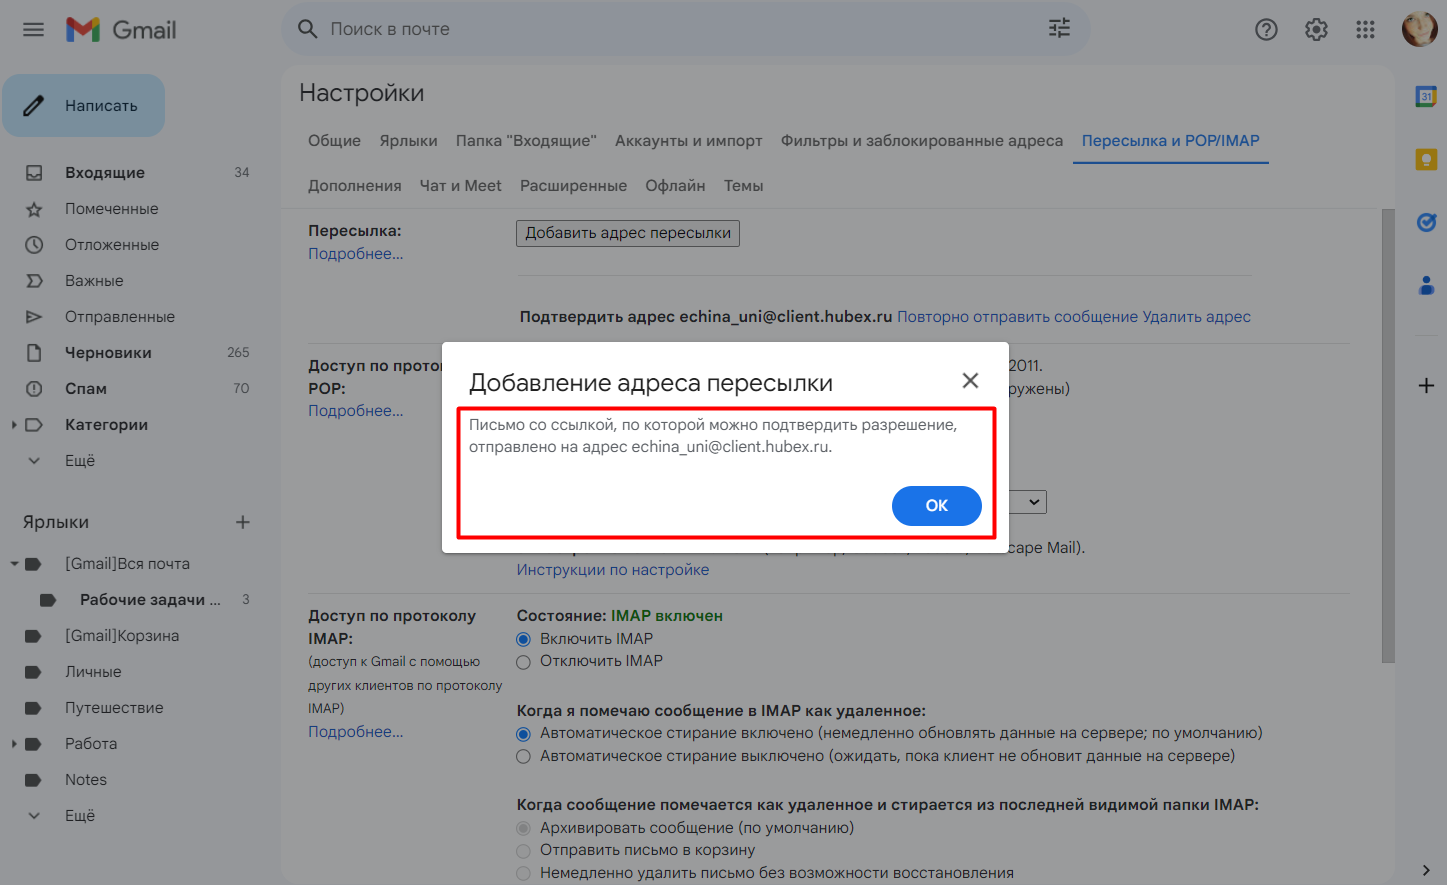 Gmail
Поиск в почте
Написать
Входящие 34
Помеченные
Отложенные
Важные
Отправленные
Черновики 265
Спам 70
Категории
Ещё
Ярлыки
[Gmail]Вся почта
Рабочие задачи ... 3
[Gmail]Корзина
Личные
Путешествие
Работа
Notes
Ещё
Настройки
Общие Ярлыки Папка "Входящие" Аккаунты и импорт Фильтры и заблокированные адреса Пересылка и POP/IMAP
Дополнения Чат и Meet Расширенные Офлайн Темы
Пересылка:
Подробнее...
Добавить адрес пересылки
Подтвердить адрес echina_uni@client.hubex.ru Повторно отправить сообщение Удалить адрес
Доступ по прото
POP:
Подробнее...
2011.
ружены)
Добавление адреса пересылки
Письмо со ссылкой, по которой можно подтвердить разрешение,
отправлено на адрес echina_uni@client.hubex.ru.
ОК
cape Mail).
Инструкции по настройке
Доступ по протоколу
IMAP:
(доступ к Gmail с помощью
других клиентов по протоколу
IMAP)
Подробнее...
Состояние: IMAP включен
Включить IMAP
Отключить IMAP
Когда я помечаю сообщение в IMAP как удаленное:
Автоматическое стирание включено (немедленно обновлять данные на сервере; по умолчанию)
Автоматическое стирание выключено (ожидать, пока клиент не обновит данные на сервере)
Когда сообщение помечается как удаленное и стирается из последней видимой папки IMAP:
Архивировать сообщение (по умолчанию)
Отправить письмо в корзину
Немедленно удалить письмо без возможности восстановления
31